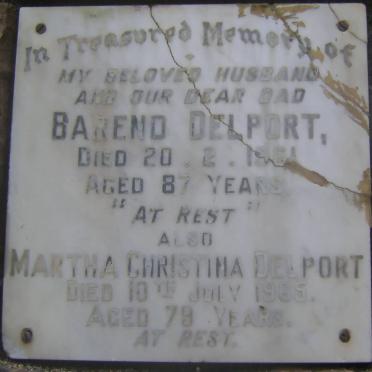 In Treasured Memory of
MY BELOVED HUSBAND
AND OUR DEAR DAD
BAREND DELPORT,
DIED 20 . 2 . 1961
AGED 87 YEARS.
"AT REST"
ALSO
MARTHA CHRISTINA DELPORT
DIED 10TH JULY 1965.
AGED 79 YEARS.
AT REST.